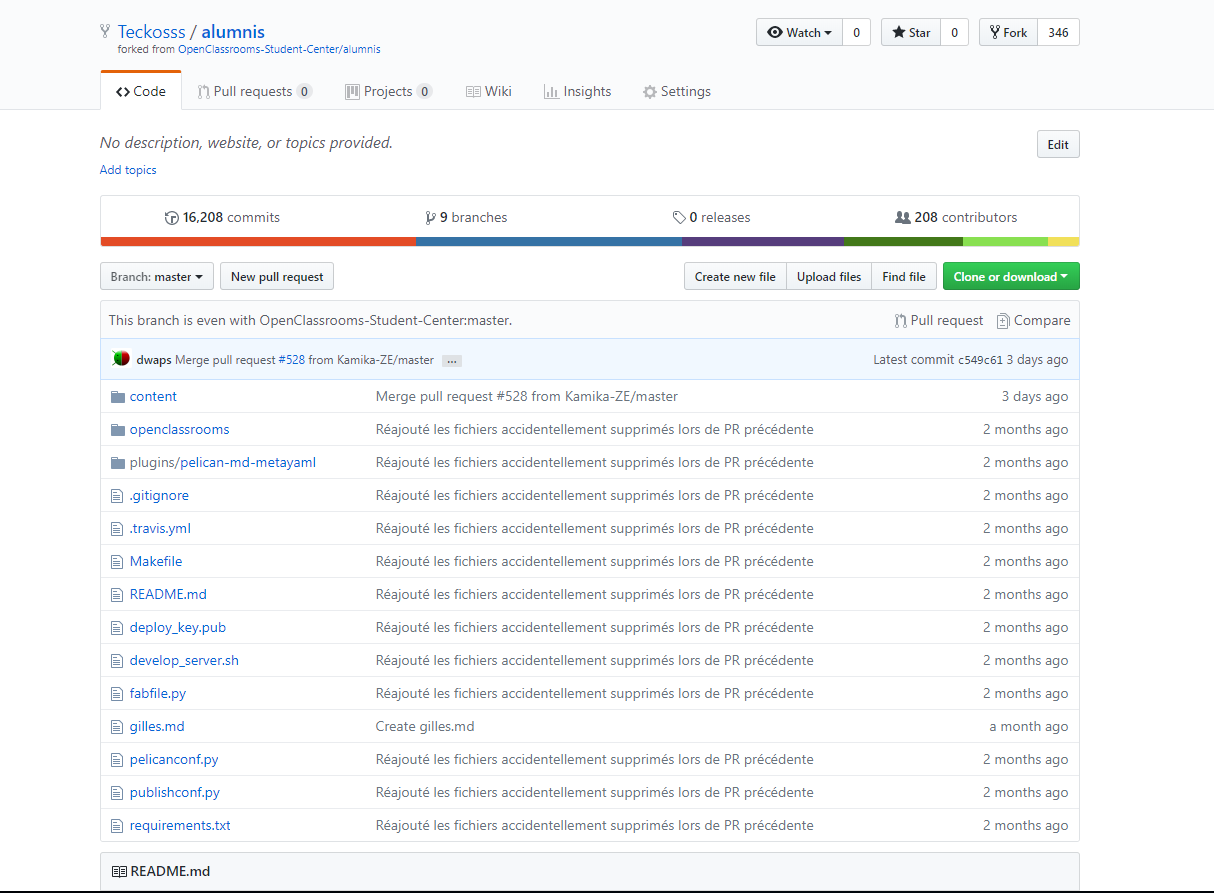 Teckosss / alumnis
Watch 0 Star 0 Fork 346
forked from OpenClassrooms-Student-Center/alumnis
Code Pull requests 0 Projects 0 Wiki Insights Settings
No description, website, or topics provided. Edit
Add topics
16,208 commits 9 branches 0 releases 208 contributors
Branch: master New pull request Create new file Upload files Find file Clone or download
This branch is even with OpenClassrooms-Student-Center:master. Pull request Compare
dwaps Merge pull request #528 from Kamika-ZE/master ... Latest commit c549c61 3 days ago
content Merge pull request #528 from Kamika-ZE/master 3 days ago
openclassrooms Réajouté les fichiers accidentellement supprimés lors de PR précédente 2 months ago
plugins/pelican-md-metayaml Réajouté les fichiers accidentellement supprimés lors de PR précédente 2 months ago
.gitignore Réajouté les fichiers accidentellement supprimés lors de PR précédente 2 months ago
.travis.yml Réajouté les fichiers accidentellement supprimés lors de PR précédente 2 months ago
Makefile Réajouté les fichiers accidentellement supprimés lors de PR précédente 2 months ago
README.md Réajouté les fichiers accidentellement supprimés lors de PR précédente 2 months ago
deploy_key.pub Réajouté les fichiers accidentellement supprimés lors de PR précédente 2 months ago
develop_server.sh Réajouté les fichiers accidentellement supprimés lors de PR précédente 2 months ago
fabfile.py Réajouté les fichiers accidentellement supprimés lors de PR précédente 2 months ago
gilles.md Create gilles.md a month ago
pelicanconf.py Réajouté les fichiers accidentellement supprimés lors de PR précédente 2 months ago
publishconf.py Réajouté les fichiers accidentellement supprimés lors de PR précédente 2 months ago
requirements.txt Réajouté les fichiers accidentellement supprimés lors de PR précédente 2 months ago
README.md